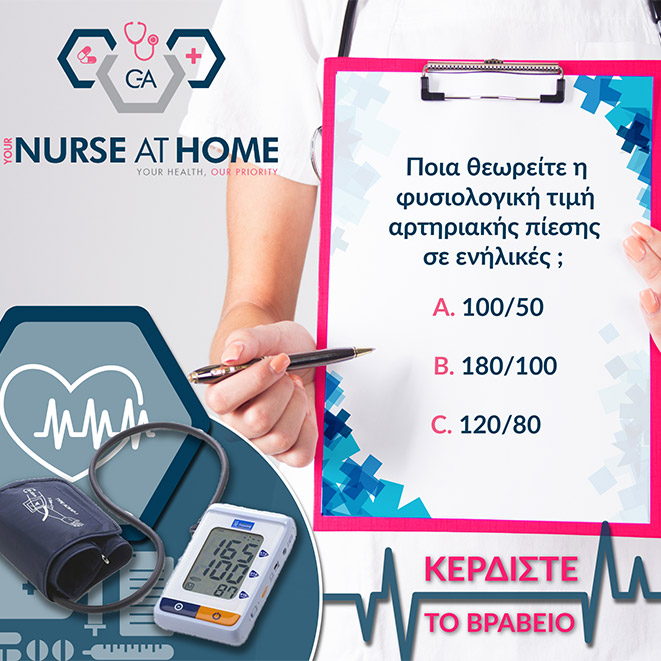 GA
YOUR NURSE AT HOME
YOUR HEALTH, OUR PRIORITY
Ποια θεωρείτε η
φυσιολογική τιμή
αρτηριακής πίεσης
σε ενήλικές ;
A. 100/50
B. 180/100
C. 120/80
165
100
87
ΚΕΡΔΙΣΤΕ
ΤΟ ΒΡΑΒΕΙΟ